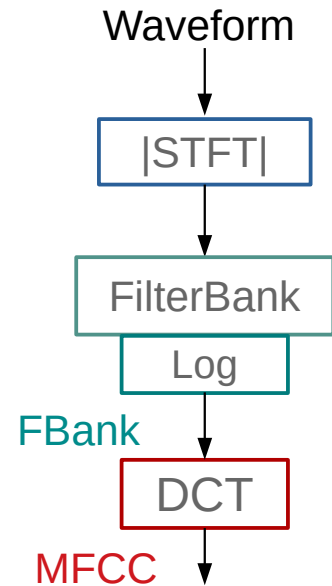 Waveform
|STFT|
FilterBank
Log
FBank
DCT
MFCC